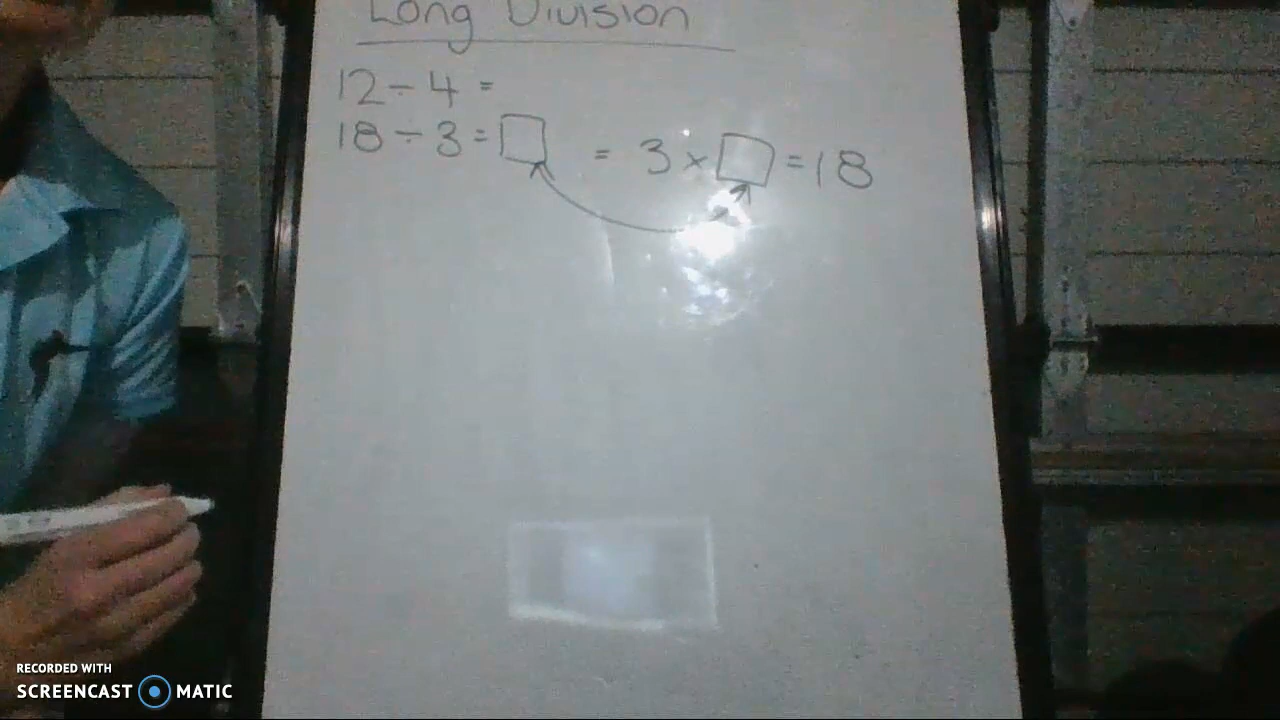 Long Division
12 ÷ 4 =
18 ÷ 3 = □ = 3 × □ = 18
RECORDED WITH
SCREENCAST MATIC